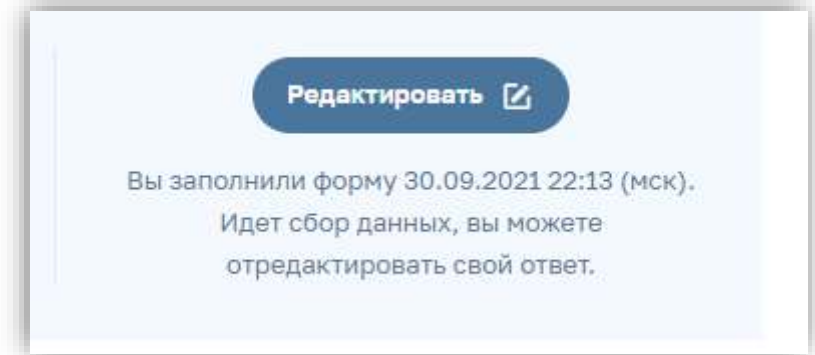 Редактировать
Вы заполнили форму 30.09.2021 22:13 (мск).
Идет сбор данных, вы можете
отредактировать свой ответ.